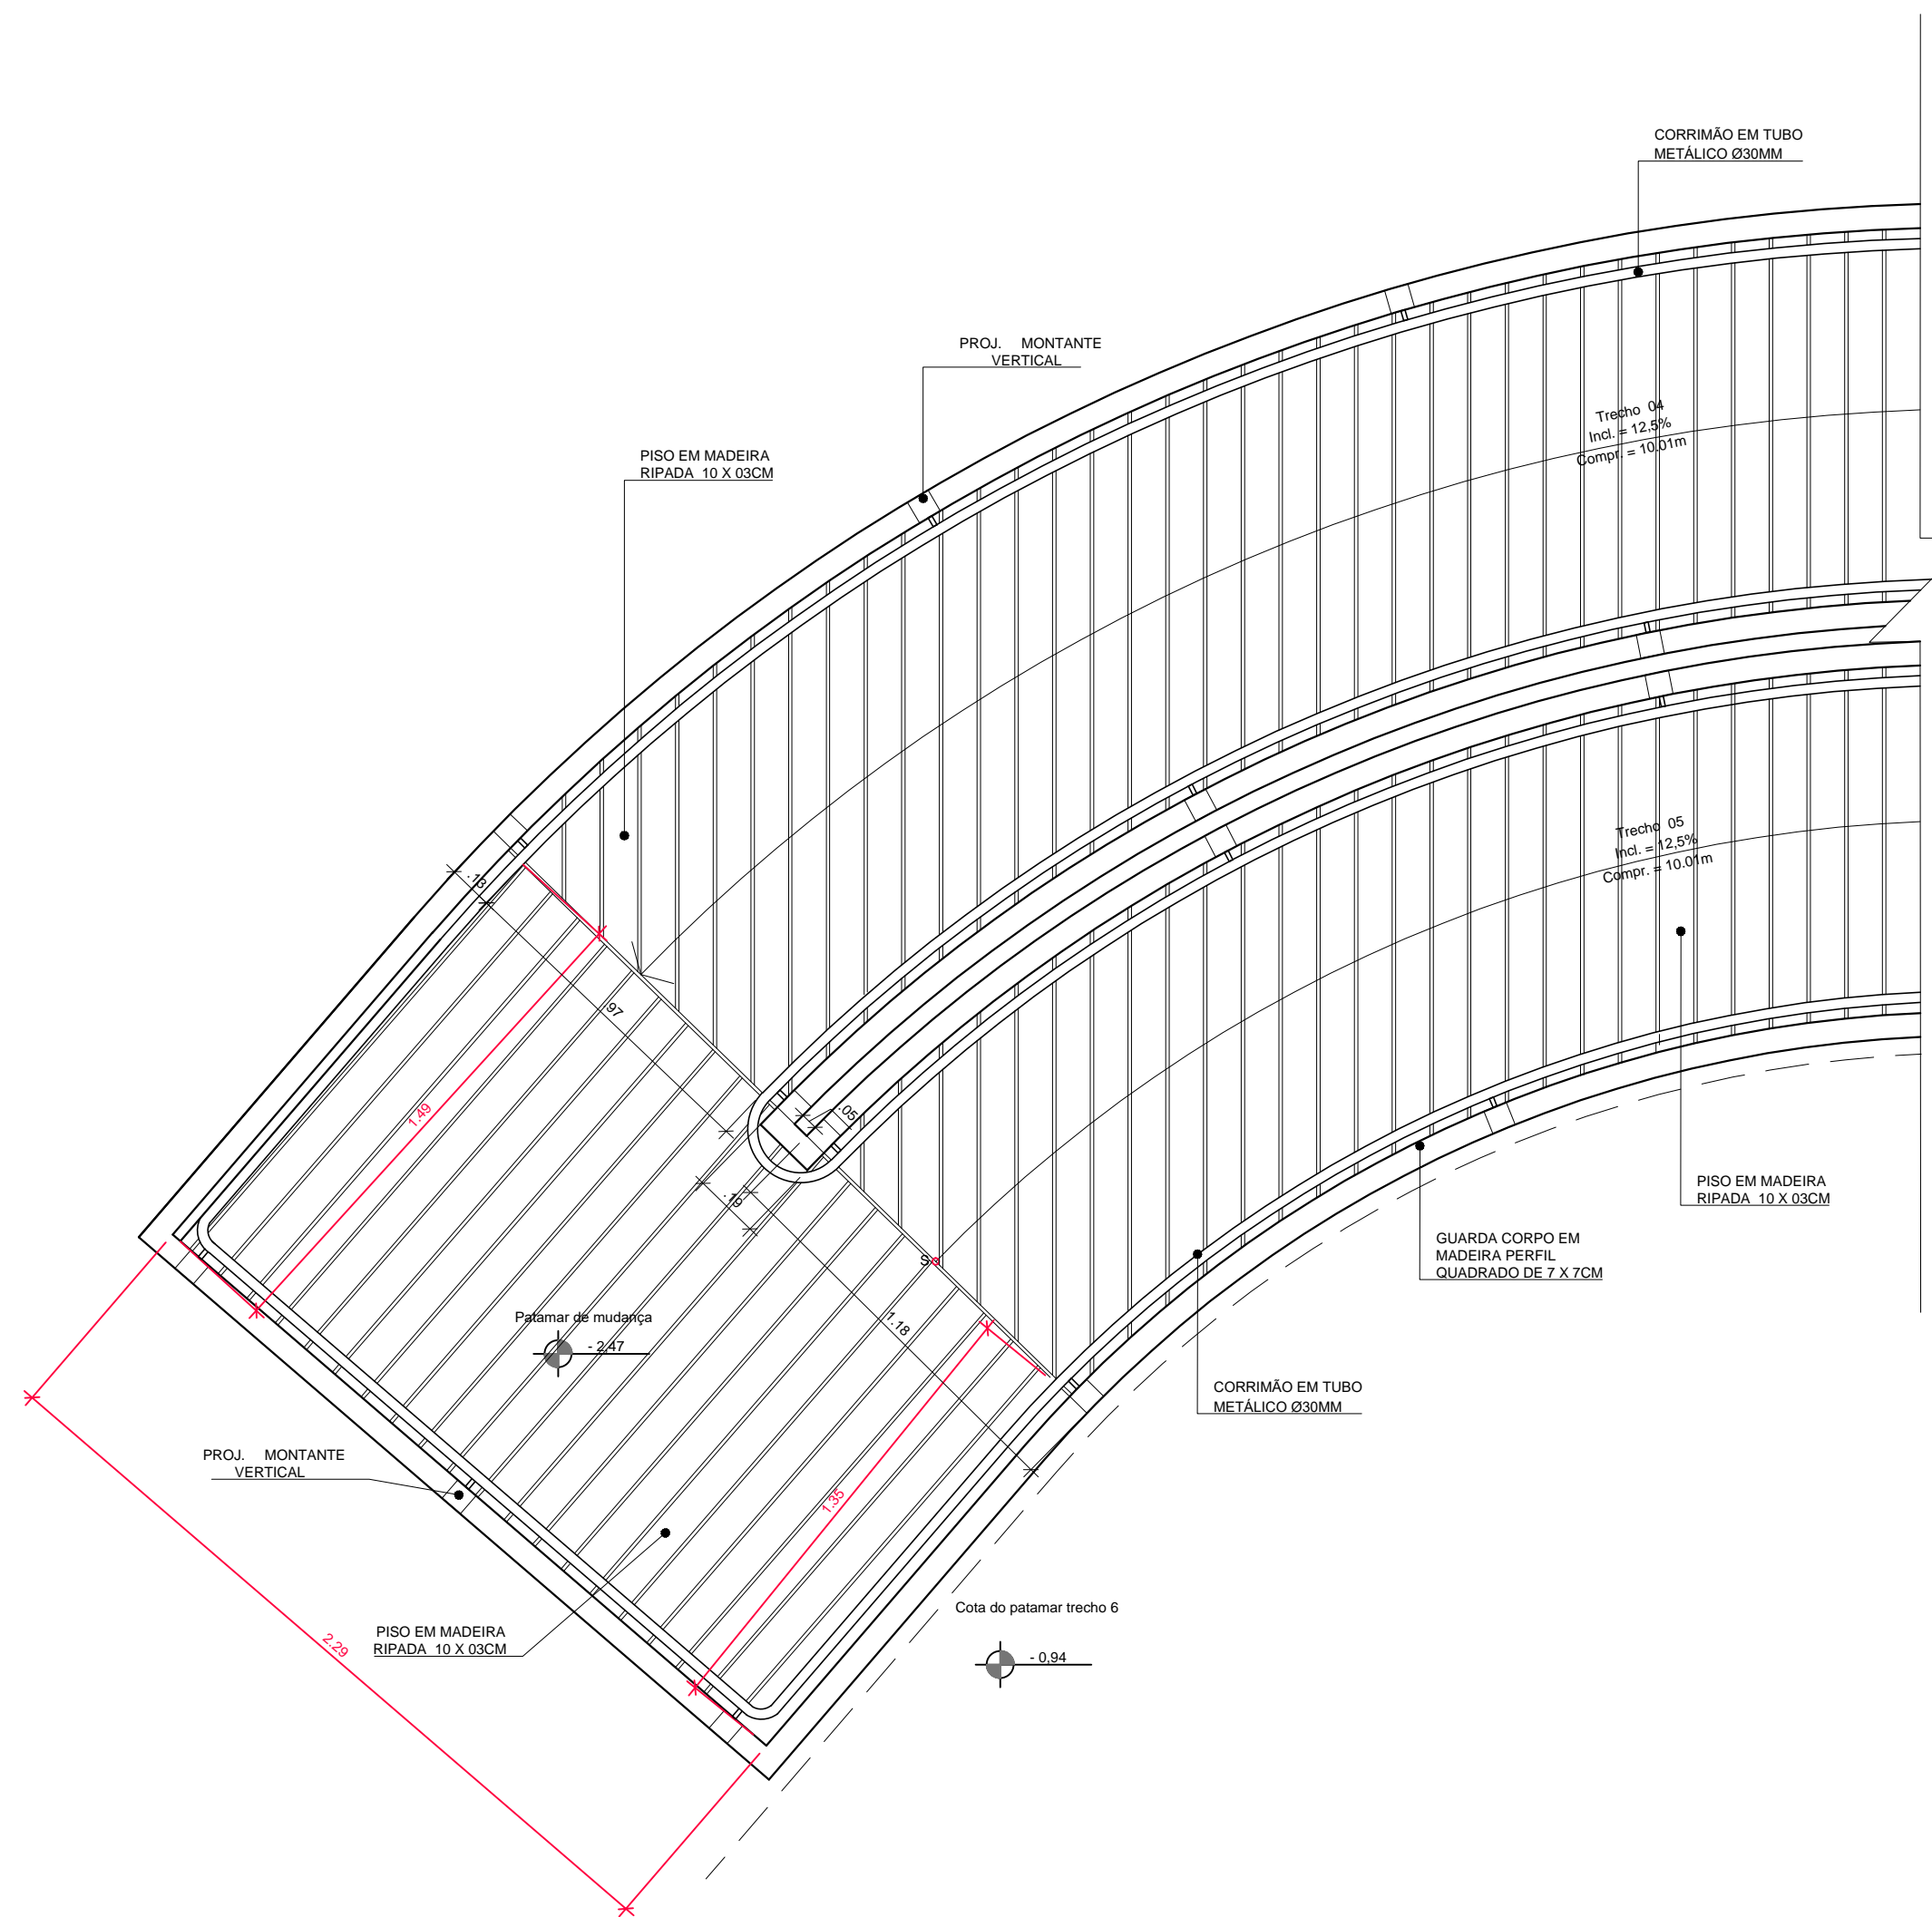 CORRIMÃO EM TUBO
METÁLICO Ø30MM
PROJ. MONTANTE
VERTICAL
PISO EM MADEIRA
RIPADA 10 X 03CM
Trecho 04
Incl. = 12,5%
Compr. = 10.01m
Trecho 05
Incl. = 12,5%
Compr. = 10.01m
.13
.97
1.49
.05
.19
S
PISO EM MADEIRA
RIPADA 10 X 03CM
GUARDA CORPO EM
MADEIRA PERFIL
QUADRADO DE 7 X 7CM
Patamar de mudança
- 2,47
1.18
CORRIMÃO EM TUBO
METÁLICO Ø30MM
PROJ. MONTANTE
VERTICAL
1.35
PISO EM MADEIRA
RIPADA 10 X 03CM
2.29
Cota do patamar trecho 6
- 0,94